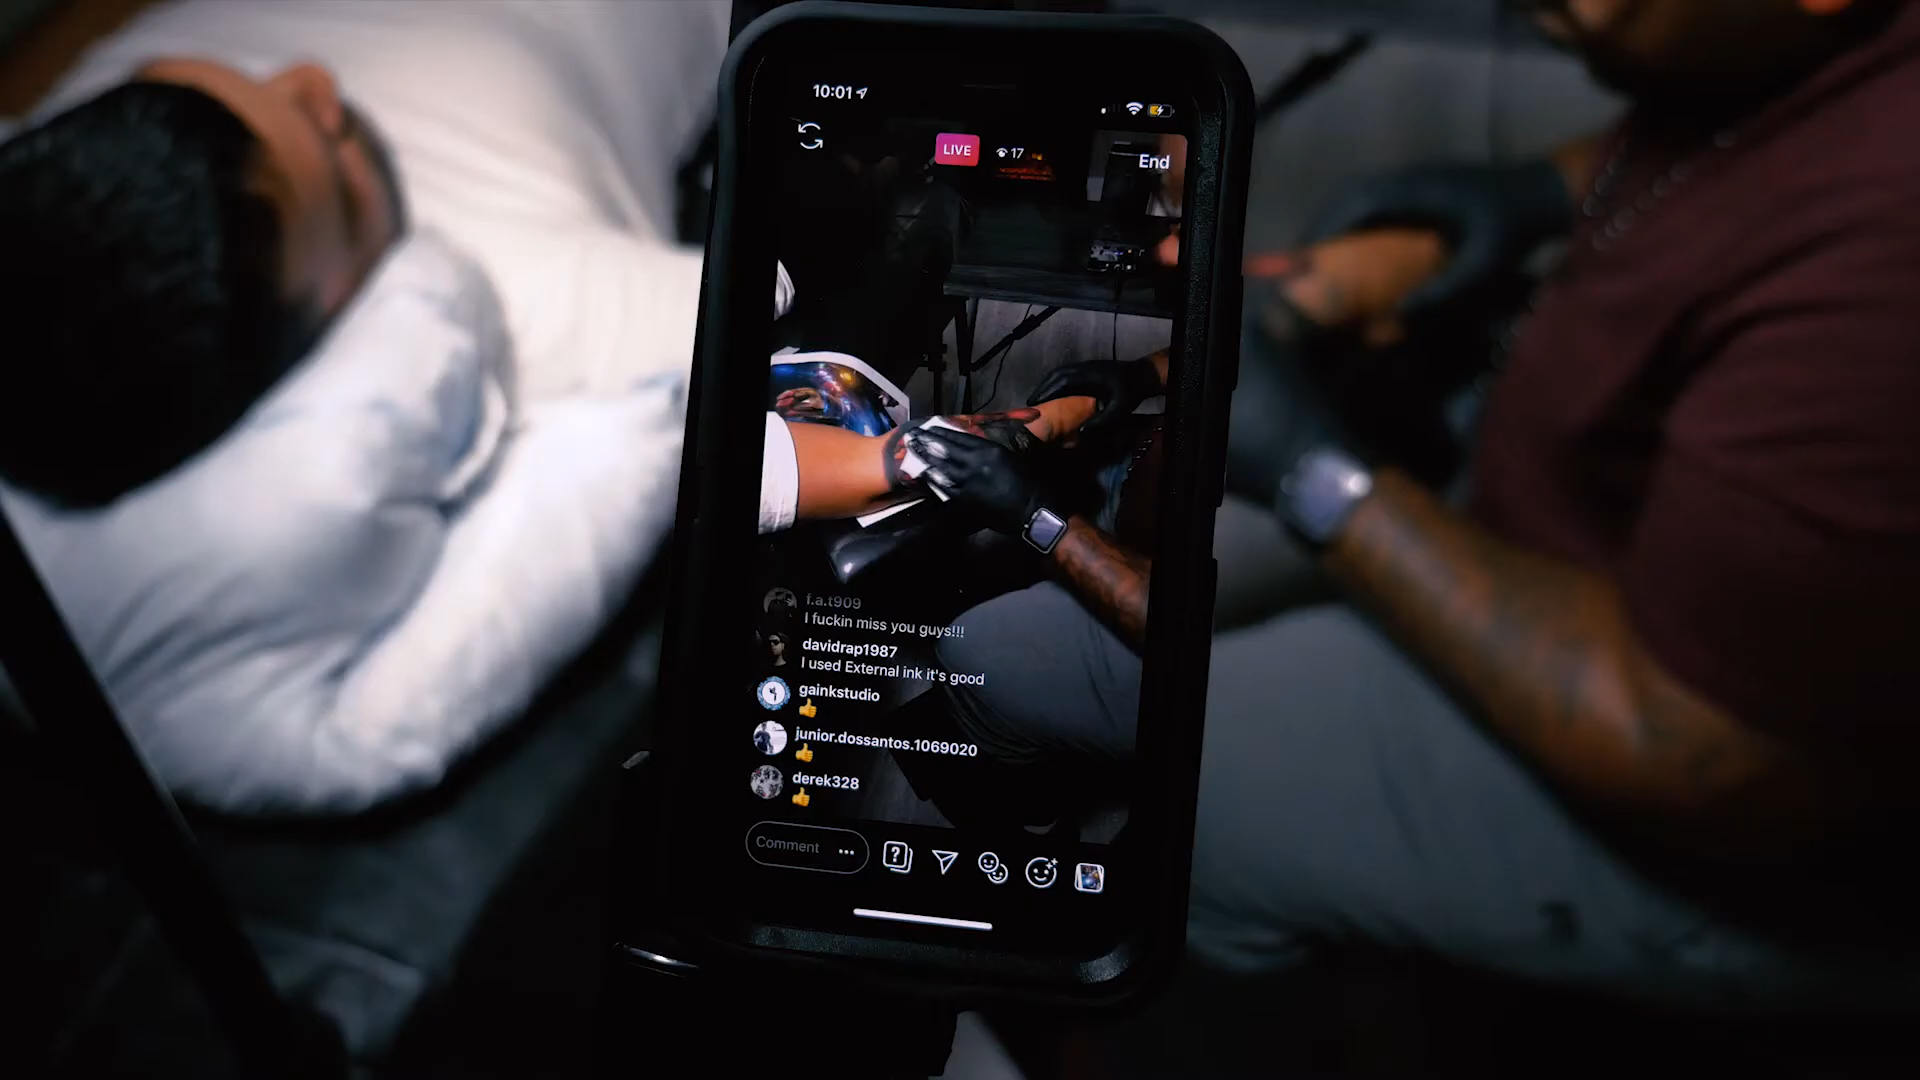 10:01
LIVE
17
End
f.a.t909
I fuckin miss you guys!!!
davidrap1987
I used External ink it's good
gainkstudio
👍
junior.dossantos.1069020
👍
derek328
👍
Comment
?